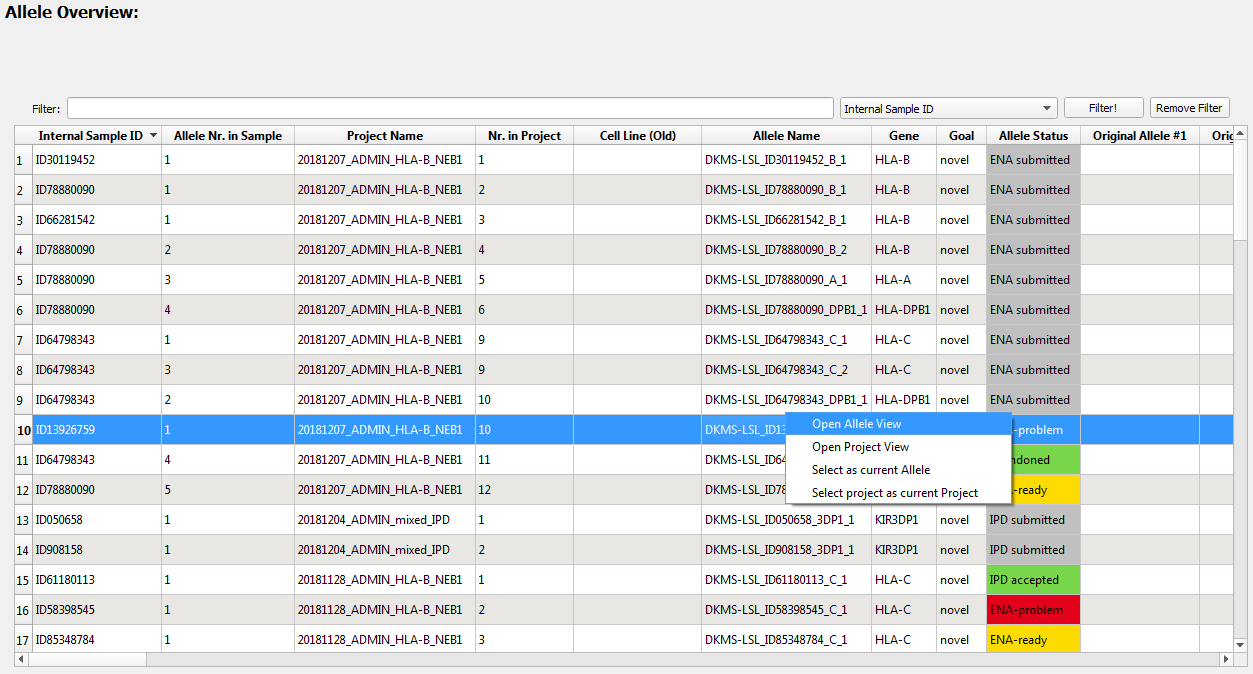 Allele Overview:
Filter: Internal Sample ID Filter! Remove Filter
Internal Sample ID Allele Nr. in Sample Project Name Nr. in Project Cell Line (Old) Allele Name Gene Goal Allele Status Original Allele #1 Orig
1 ID30119452 1 20181207_ADMIN_HLA-B_NEB1 1 DKMS-LSL_ID30119452_B_1 HLA-B novel ENA submitted
2 ID78880090 1 20181207_ADMIN_HLA-B_NEB1 2 DKMS-LSL_ID78880090_B_1 HLA-B novel ENA submitted
3 ID66281542 1 20181207_ADMIN_HLA-B_NEB1 3 DKMS-LSL_ID66281542_B_1 HLA-B novel ENA submitted
4 ID78880090 2 20181207_ADMIN_HLA-B_NEB1 4 DKMS-LSL_ID78880090_B_2 HLA-B novel ENA submitted
5 ID78880090 3 20181207_ADMIN_HLA-B_NEB1 5 DKMS-LSL_ID78880090_A_1 HLA-A novel ENA submitted
6 ID78880090 4 20181207_ADMIN_HLA-B_NEB1 6 DKMS-LSL_ID78880090_DPB1_1 HLA-DPB1 novel ENA submitted
7 ID64798343 1 20181207_ADMIN_HLA-B_NEB1 9 DKMS-LSL_ID64798343_C_1 HLA-C novel ENA submitted
8 ID64798343 3 20181207_ADMIN_HLA-B_NEB1 9 DKMS-LSL_ID64798343_C_2 HLA-C novel ENA submitted
9 ID64798343 2 20181207_ADMIN_HLA-B_NEB1 10 DKMS-LSL_ID64798343_DPB1_1 HLA-DPB1 novel ENA submitted
10 ID13926759 1 20181207_ADMIN_HLA-B_NEB1 10 DKMS-LSL_ID13 Open Allele View -problem
Open Project View
11 ID64798343 4 20181207_ADMIN_HLA-B_NEB1 11 DKMS-LSL_ID64 Select as current Allele ndoned
12 ID78880090 5 20181207_ADMIN_HLA-B_NEB1 12 DKMS-LSL_ID78 Select project as current Project -ready
13 ID050658 1 20181204_ADMIN_mixed_IPD 1 DKMS-LSL_ID050658_3DP1_1 KIR3DP1 novel IPD submitted
14 ID908158 1 20181204_ADMIN_mixed_IPD 2 DKMS-LSL_ID908158_3DP1_1 KIR3DP1 novel IPD submitted
15 ID61180113 1 20181128_ADMIN_HLA-B_NEB1 1 DKMS-LSL_ID61180113_C_1 HLA-C novel IPD accepted
16 ID58398545 1 20181128_ADMIN_HLA-B_NEB1 2 DKMS-LSL_ID58398545_C_1 HLA-C novel ENA-problem
17 ID85348784 1 20181128_ADMIN_HLA-B_NEB1 3 DKMS-LSL_ID85348784_C_1 HLA-C novel ENA-ready